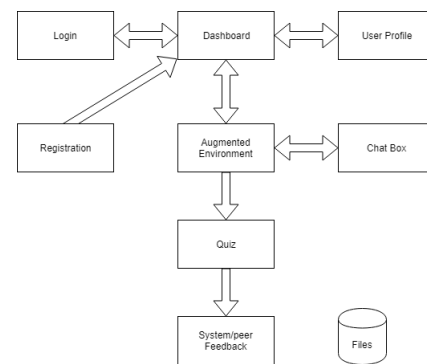 Login
Dashboard
User Profile
Registration
Augmented
Environment
Chat Box
Quiz
System/peer
Feedback
Files